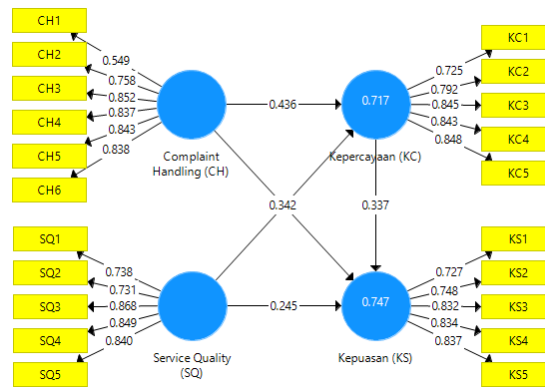 CH1
CH2
CH3
CH4
CH5
CH6
0.549
0.758
0.852
0.837
0.843
0.838
Complaint
Handling (CH)
0.436
0.717
Kepercayaan (KC)
0.725
0.792
0.845
0.843
0.848
KC1
KC2
KC3
KC4
KC5
0.342
0.337
SQ1
SQ2
SQ3
SQ4
SQ5
0.738
0.731
0.868
0.849
0.840
Service Quality
(SQ)
0.245
0.747
Kepuasan (KS)
0.727
0.748
0.832
0.834
0.837
KS1
KS2
KS3
KS4
KS5